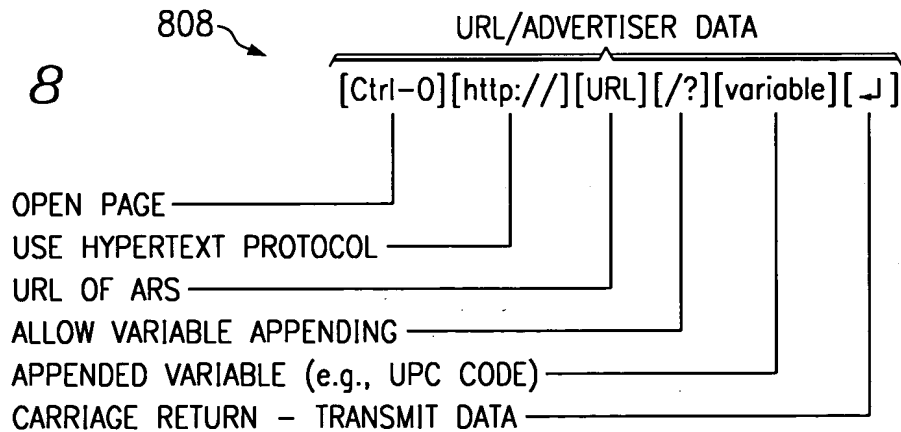 808
URL/ADVERTISER DATA
8
[Ctrl-O][http://][URL][/?][variable][↵]
OPEN PAGE
USE HYPERTEXT PROTOCOL
URL OF ARS
ALLOW VARIABLE APPENDING
APPENDED VARIABLE (e.g., UPC CODE)
CARRIAGE RETURN – TRANSMIT DATA